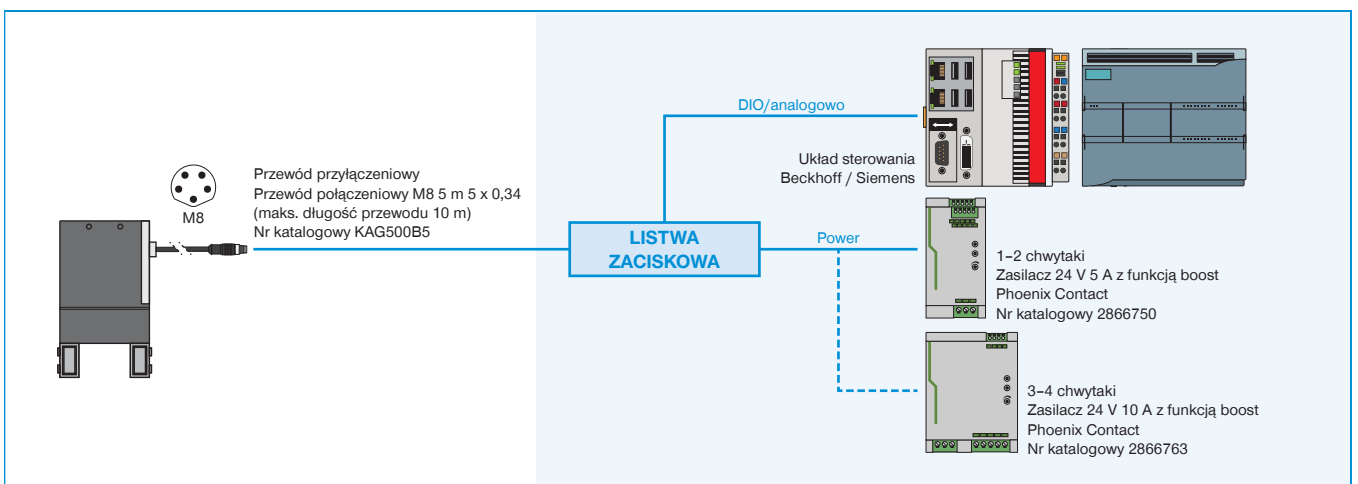 M8
Przewód przyłączeniowy
Przewód połączeniowy M8 5 m 5 x 0,34
(maks. długość przewodu 10 m)
Nr katalogowy KAG500B5
LISTWA
ZACISKOWA
DIO/analogowo
Układ sterowania
Beckhoff / Siemens
Power
1–2 chwytaki
Zasilacz 24 V 5 A z funkcją boost
Phoenix Contact
Nr katalogowy 2866750
3–4 chwytaki
Zasilacz 24 V 10 A z funkcją boost
Phoenix Contact
Nr katalogowy 2866763